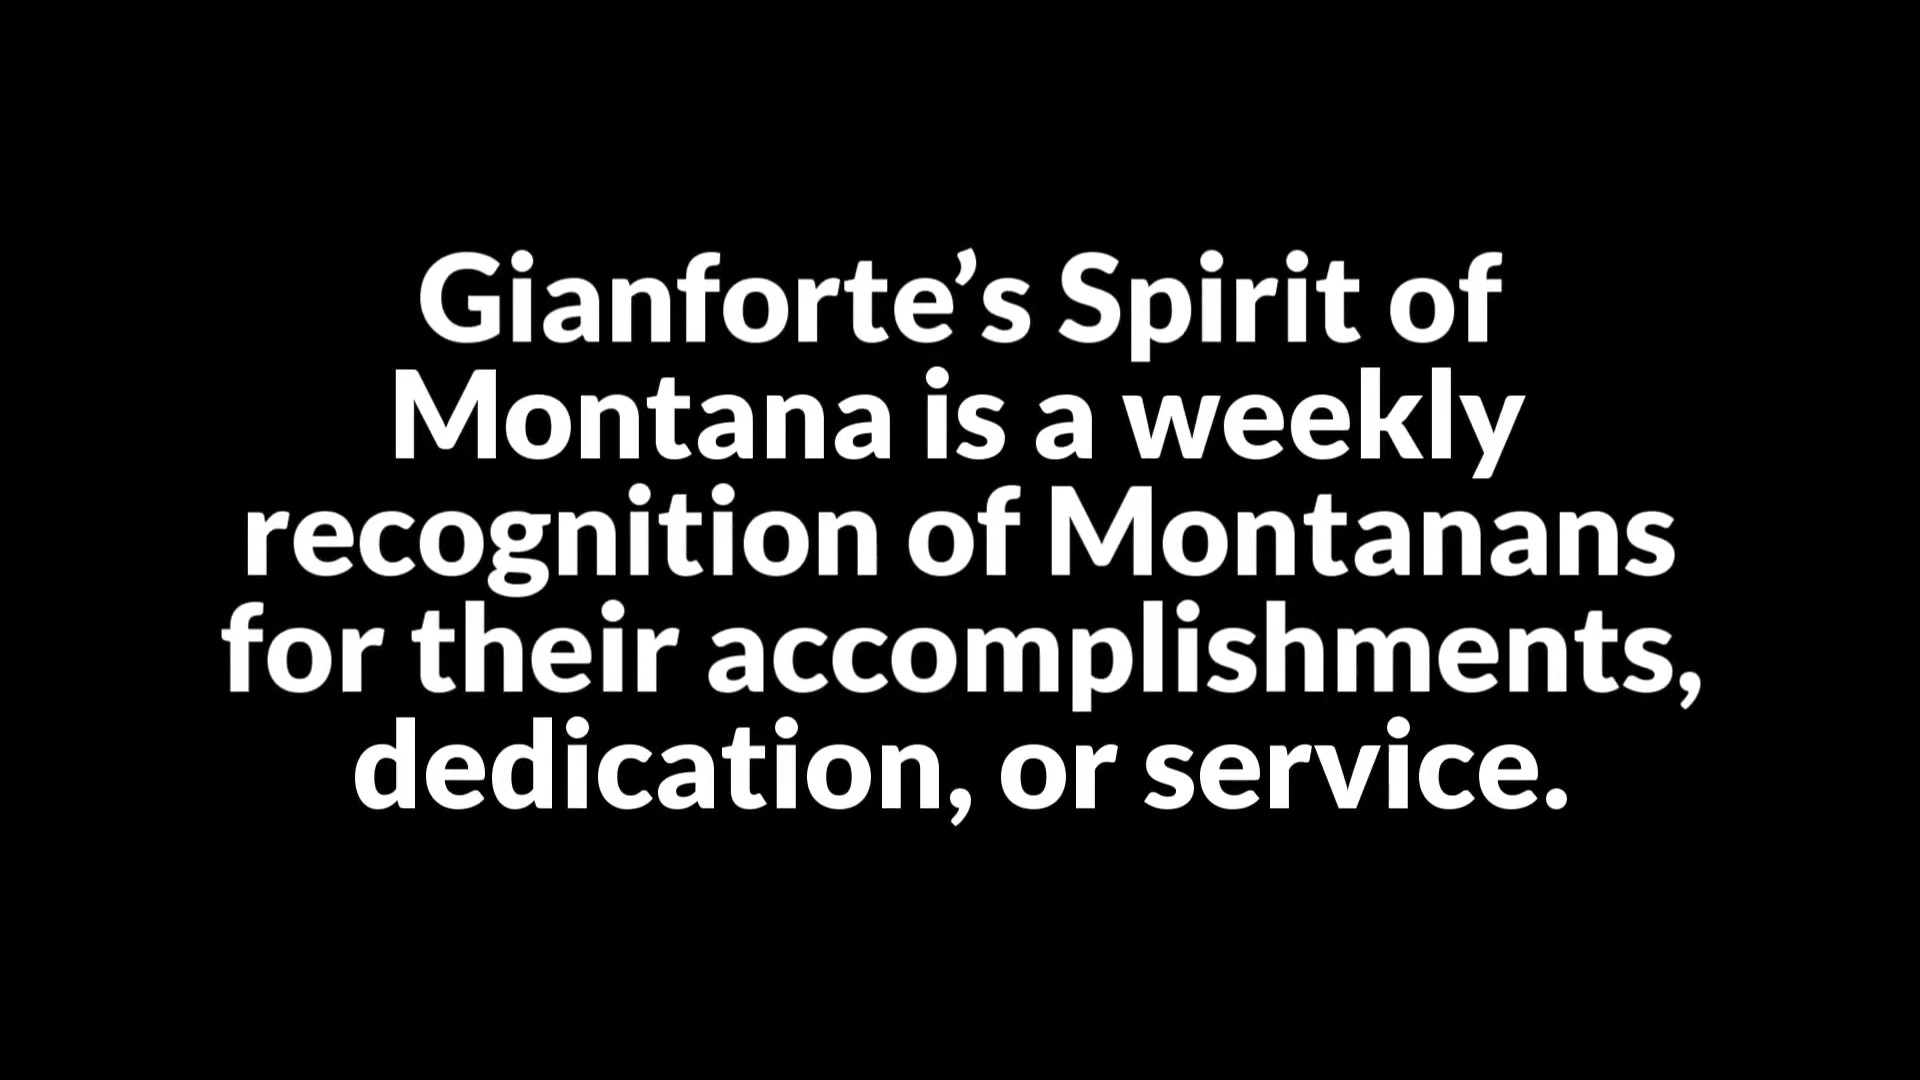 Gianforte’s Spirit of
Montana is a weekly
recognition of Montanans
for their accomplishments,
dedication, or service.